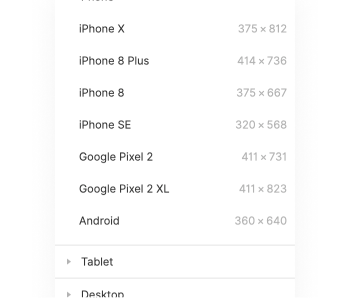 iPhone X 375 × 812
iPhone 8 Plus 414 × 736
iPhone 8 375 × 667
iPhone SE 320 × 568
Google Pixel 2 411 × 731
Google Pixel 2 XL 411 × 823
Android 360 × 640
Tablet
Desktop